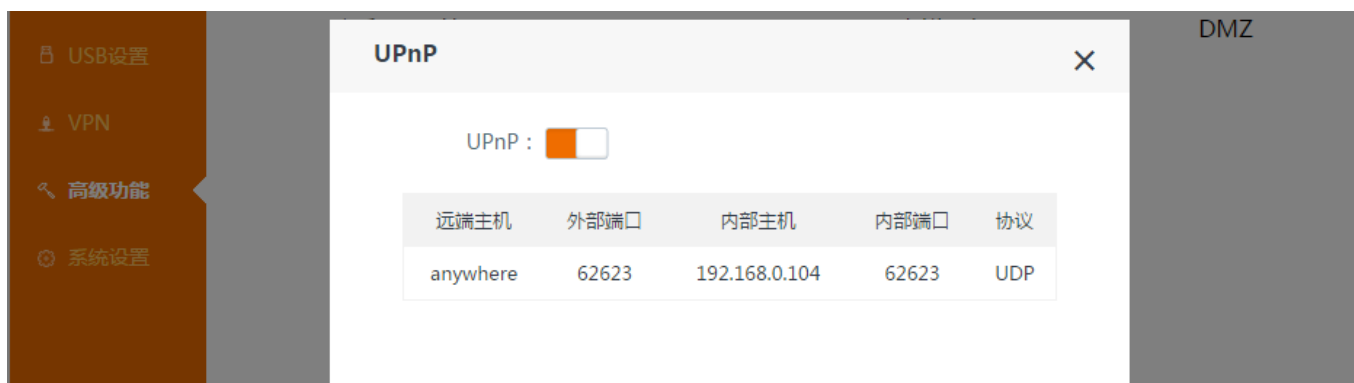 USB设置
VPN
高级功能
系统设置
DMZ
UPnP
UPnP：
远端主机 外部端口 内部主机 内部端口 协议
anywhere 62623 192.168.0.104 62623 UDP